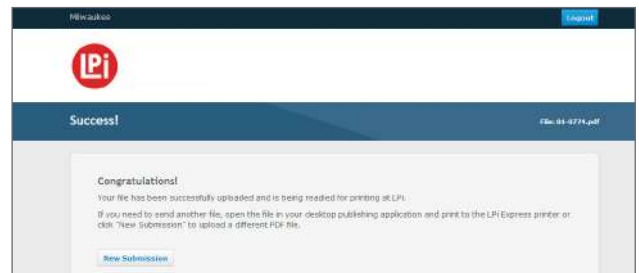 Milwaukee
Logout
LPi
Success!
File: 04-0774.pdf
Congratulations!
Your file has been successfully uploaded and is being readied for printing at LPi.
If you need to send another file, open the file in your desktop publishing application and print to the LPi Express printer or
click "New Submission" to upload a different PDF file.
New Submission